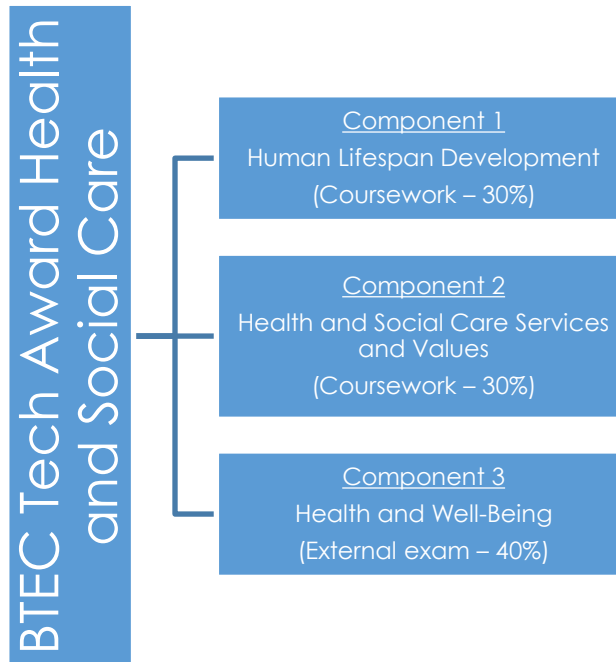 BTEC Tech Award Health
and Social Care
Component 1
Human Lifespan Development
(Coursework – 30%)
Component 2
Health and Social Care Services
and Values
(Coursework – 30%)
Component 3
Health and Well-Being
(External exam – 40%)